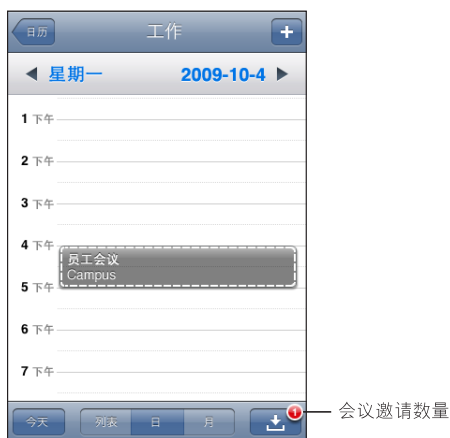 日历 工作 +
星期一 2009-10-4
1 下午
2 下午
3 下午
4 下午
员工会议
Campus
5 下午
6 下午
7 下午
今天 列表 日 月 1 会议邀请数量